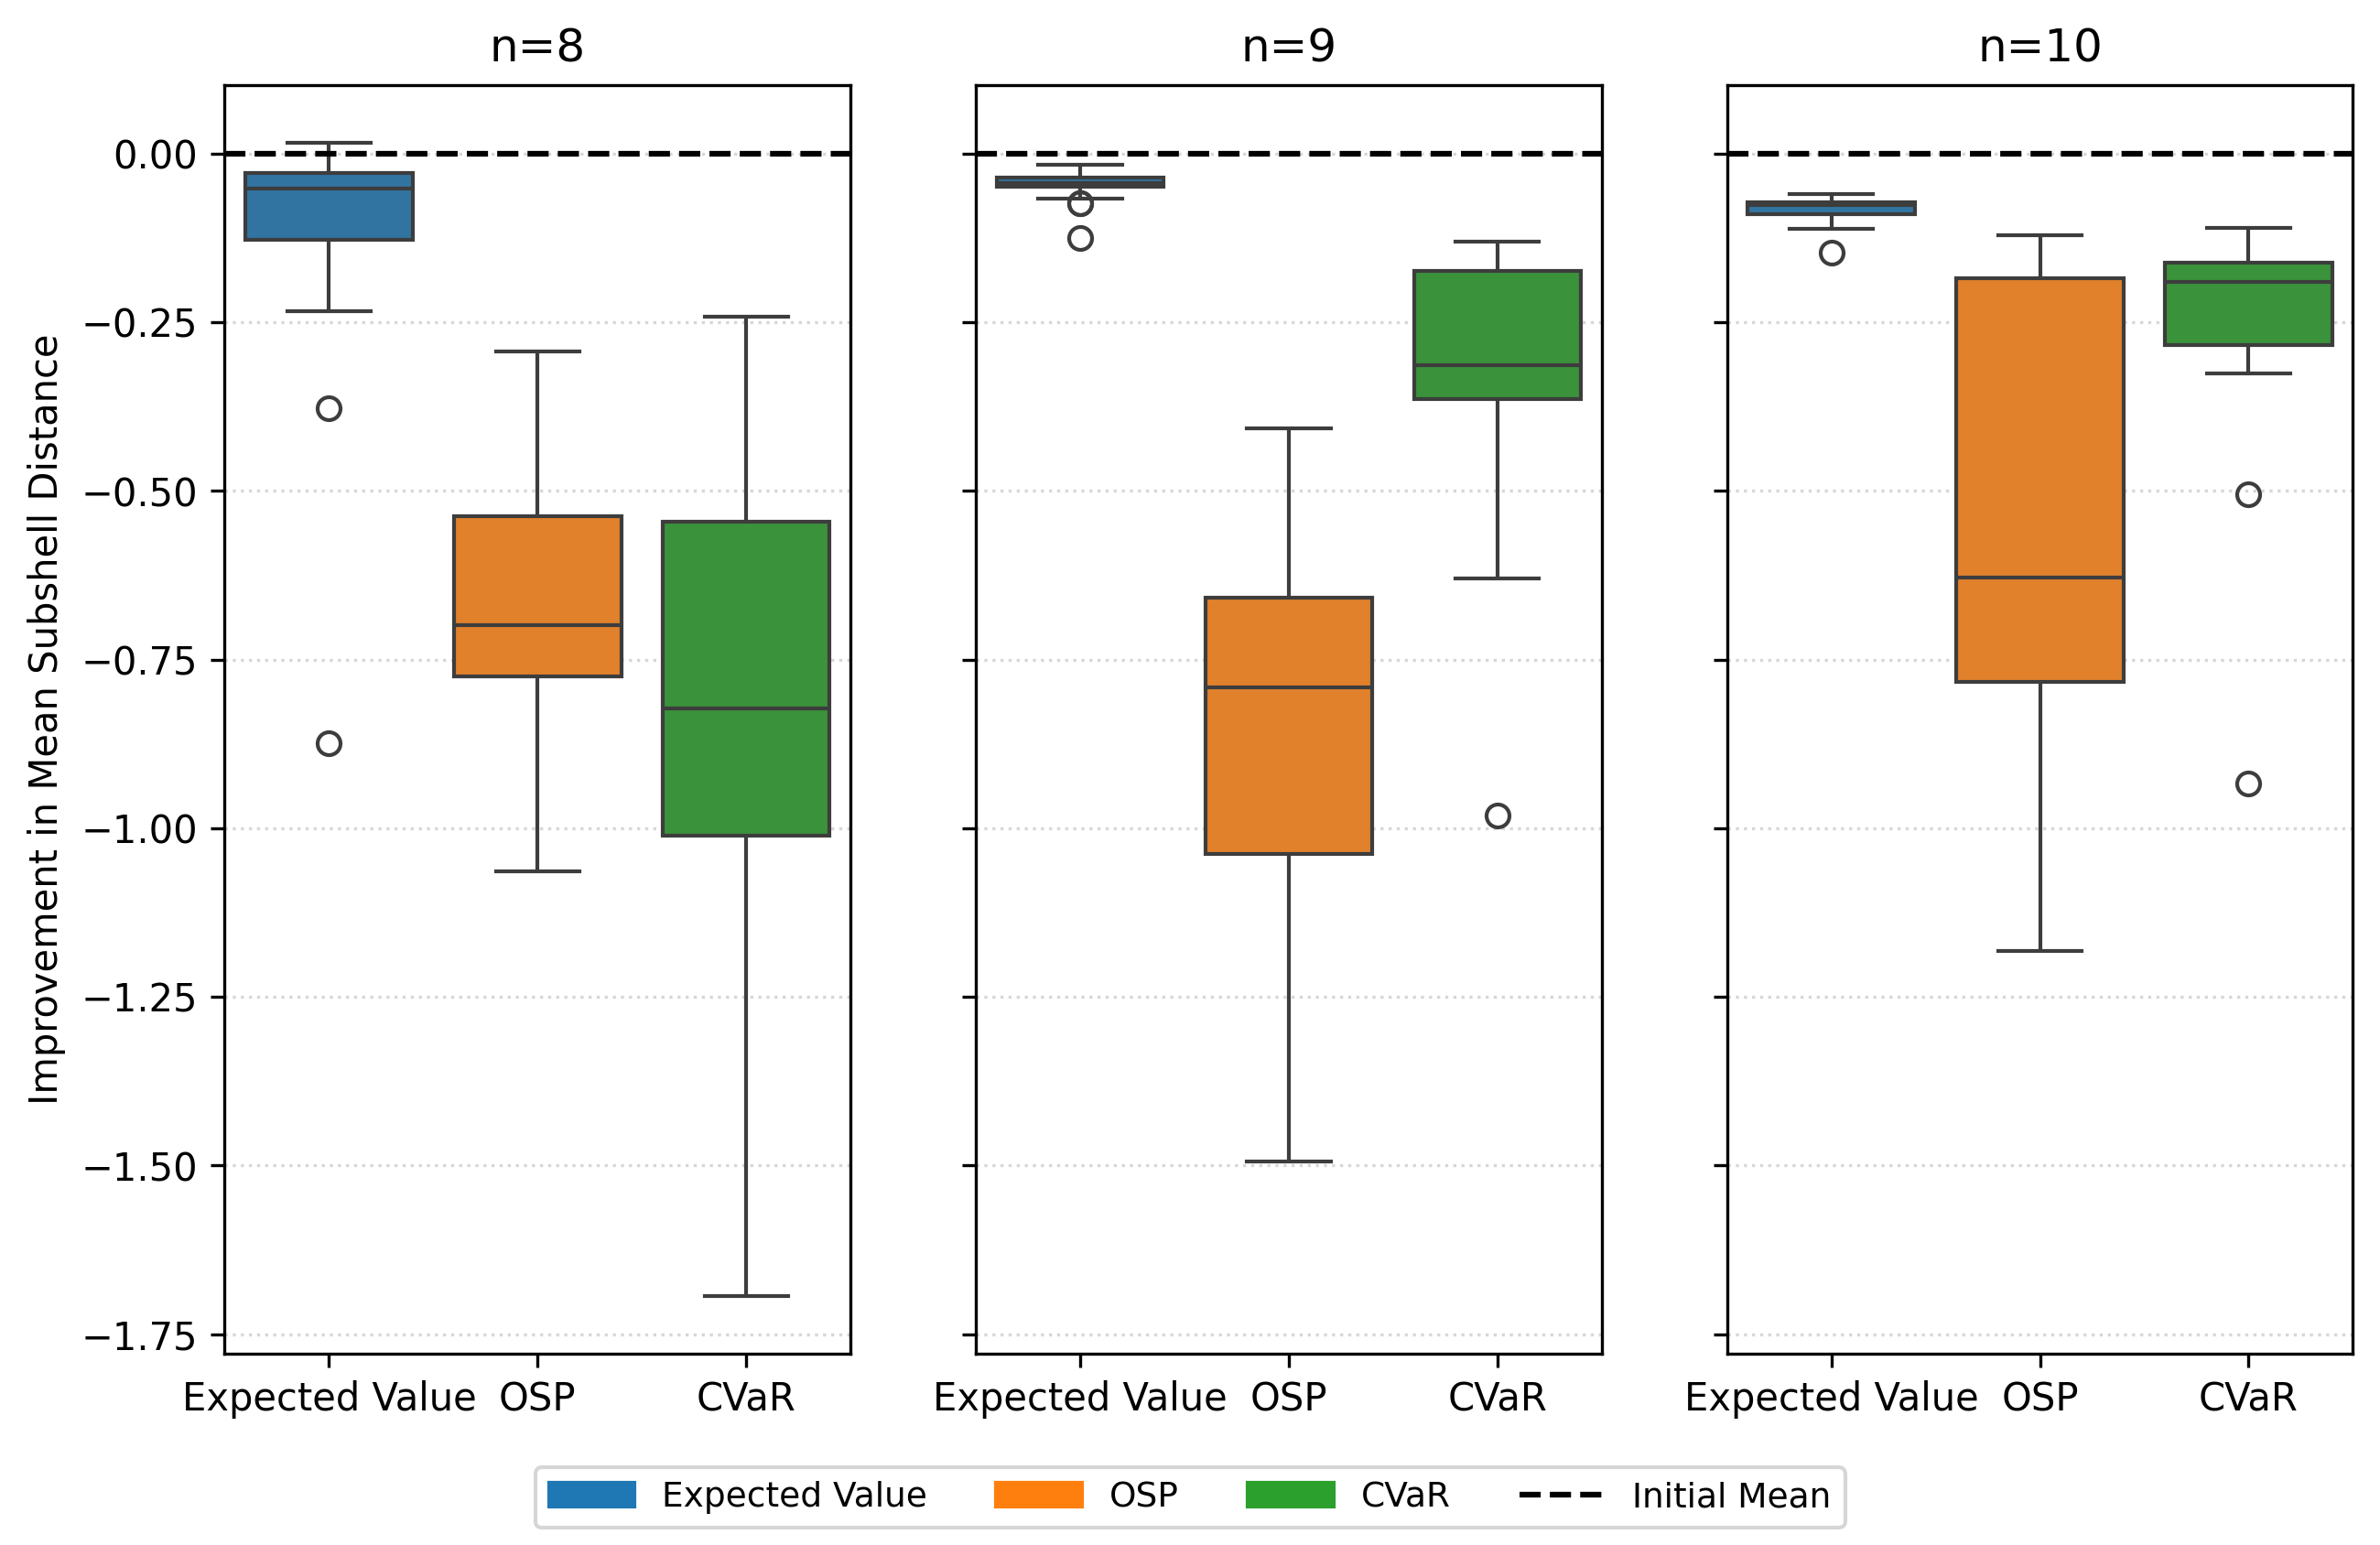 n=8
n=9
n=10
Improvement in Mean Subshell Distance
0.00
−0.25
−0.50
−0.75
−1.00
−1.25
−1.50
−1.75
Expected Value OSP CVaR
Expected Value OSP CVaR
Expected Value OSP CVaR
Expected Value OSP CVaR Initial Mean